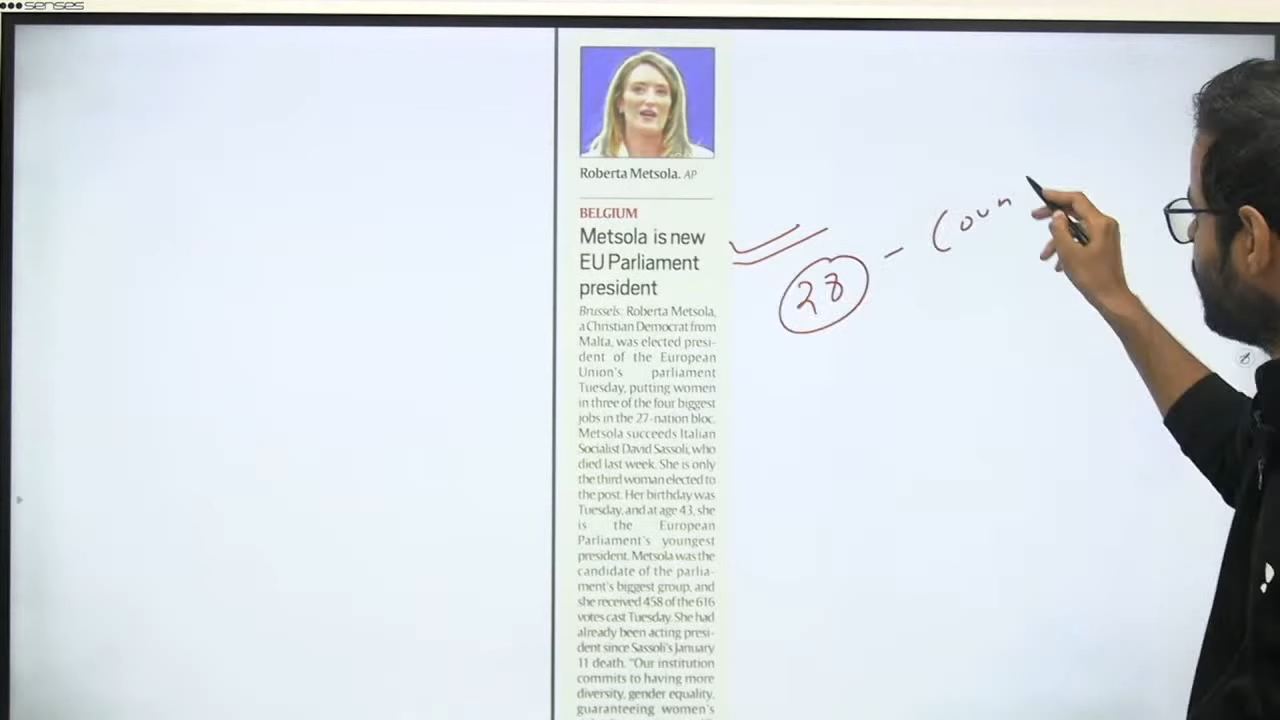 senses
Roberta Metsola. AP
BELGIUM
Metsola is new
EU Parliament
president
Brussels: Roberta Metsola,
a Christian Democrat from
Malta, was elected presi-
dent of the European
Union's parliament
Tuesday, putting women
in three of the four biggest
jobs in the 27-nation bloc.
Metsola succeeds Italian
Socialist David Sassoli, who
died last week. She is only
the third woman elected to
the post. Her birthday was
Tuesday, and at age 43, she
is the European
Parliament's youngest
president. Metsola was the
candidate of the parlia-
ment's biggest group, and
she received 458 of the 616
votes cast Tuesday. She had
already been acting presi-
dent since Sassoli's January
11 death. "Our institution
commits to having more
diversity, gender equality,
guaranteeing women's
28 - Coun